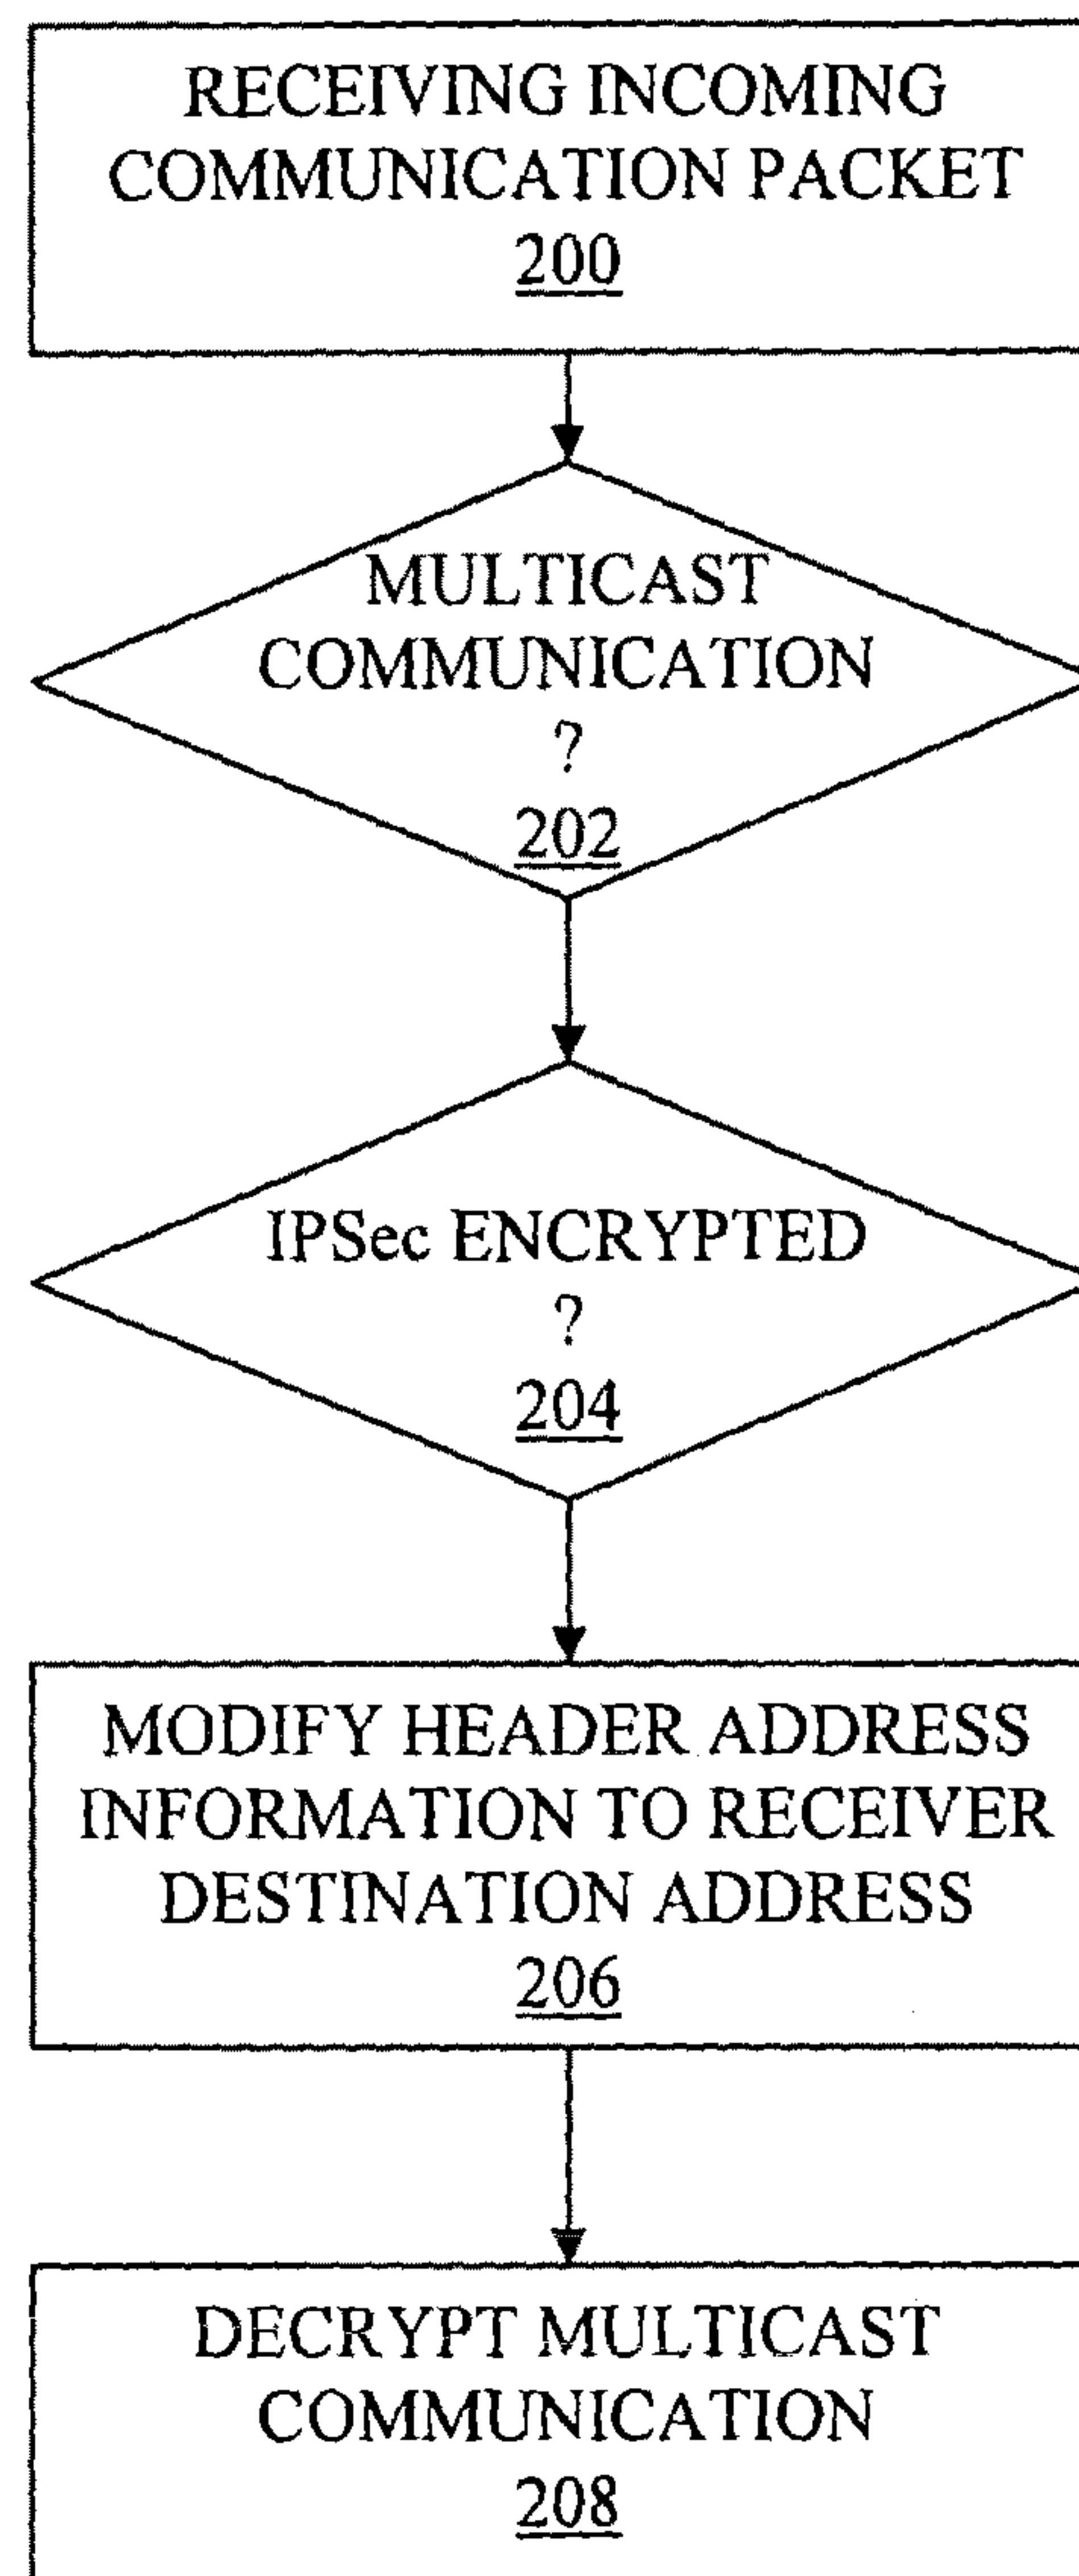 RECEIVING INCOMING
COMMUNICATION PACKET
200
MULTICAST
COMMUNICATION
?
202
IPSec ENCRYPTED
?
204
MODIFY HEADER ADDRESS
INFORMATION TO RECEIVER
DESTINATION ADDRESS
206
DECRYPT MULTICAST
COMMUNICATION
208